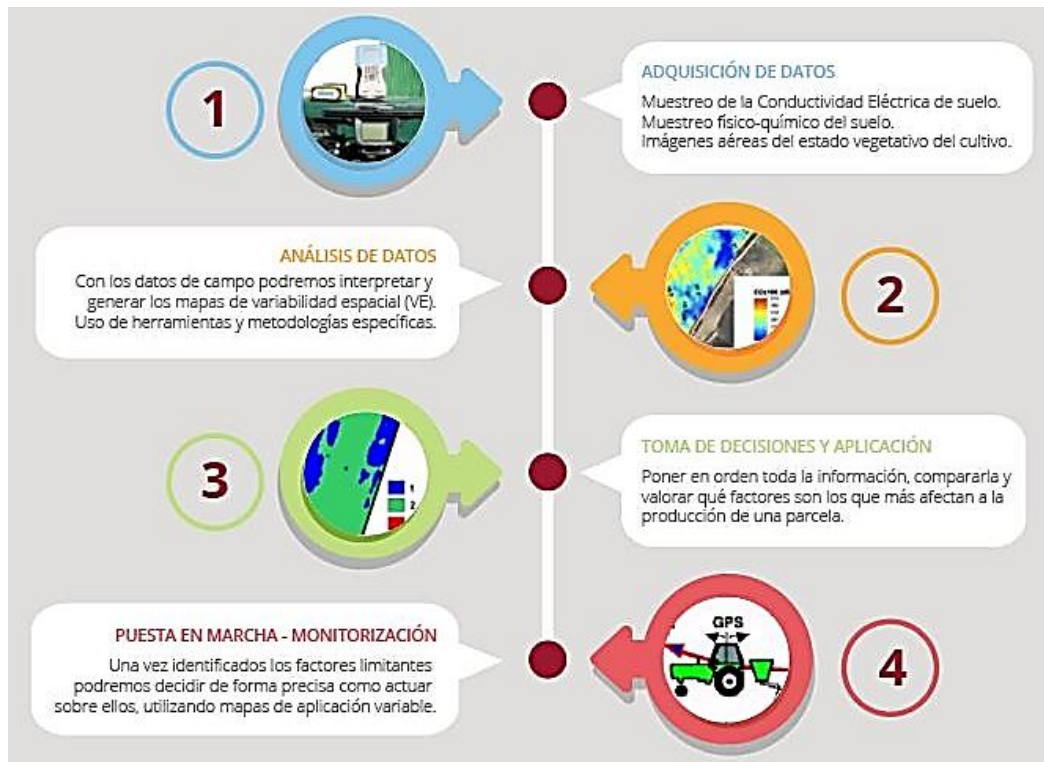 1
ADQUISICIÓN DE DATOS
Muestreo de la Conductividad Eléctrica de suelo.
Muestreo físico-químico del suelo.
Imágenes aéreas del estado vegetativo del cultivo.
ANÁLISIS DE DATOS
Con los datos de campo podremos interpretar y
generar los mapas de variabilidad espacial (VE).
Uso de herramientas y metodologías específicas.
2
3
1
2
TOMA DE DECISIONES Y APLICACIÓN
Poner en orden toda la información, compararla y
valorar qué factores son los que más afectan a la
producción de una parcela.
PUESTA EN MARCHA - MONITORIZACIÓN
Una vez identificados los factores limitantes
podremos decidir de forma precisa como actuar
sobre ellos, utilizando mapas de aplicación variable.
GPS
4